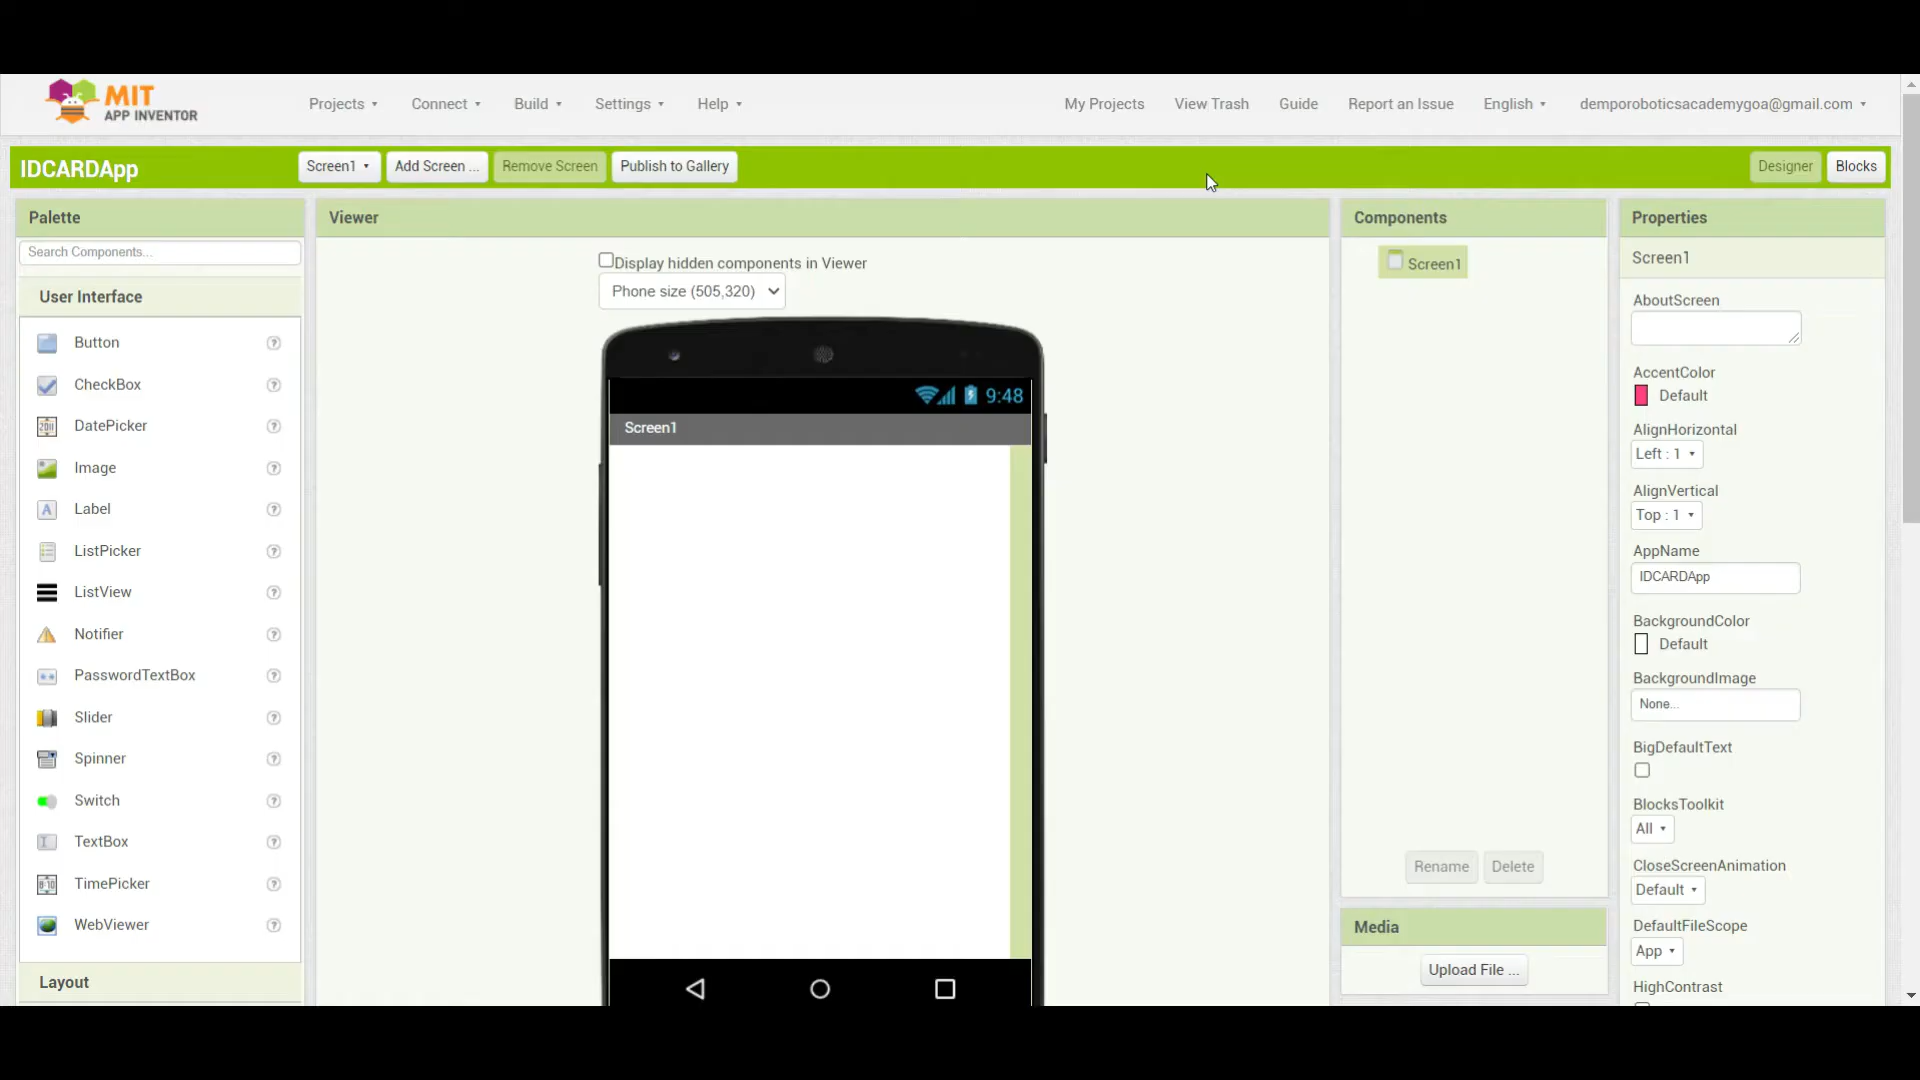 MIT
APP INVENTOR
Projects
Connect
Build
Settings
Help
My Projects
View Trash
Guide
Report an Issue
English
demporoboticsacademygoa@gmail.com
IDCARDApp
Screen1
Add Screen ...
Remove Screen
Publish to Gallery
Designer
Blocks
Palette
Search Components...
User Interface
Button
CheckBox
DatePicker
Image
Label
ListPicker
ListView
Notifier
PasswordTextBox
Slider
Spinner
Switch
TextBox
TimePicker
WebViewer
Layout
Viewer
Display hidden components in Viewer
Phone size (505,320)
9:48
Screen1
Components
Screen1
Rename
Delete
Media
Upload File ...
Properties
Screen1
AboutScreen
AccentColor
Default
AlignHorizontal
Left : 1
AlignVertical
Top : 1
AppName
IDCARDApp
BackgroundColor
Default
BackgroundImage
None...
BigDefaultText
BlocksToolkit
All
CloseScreenAnimation
Default
DefaultFileScope
App
HighContrast